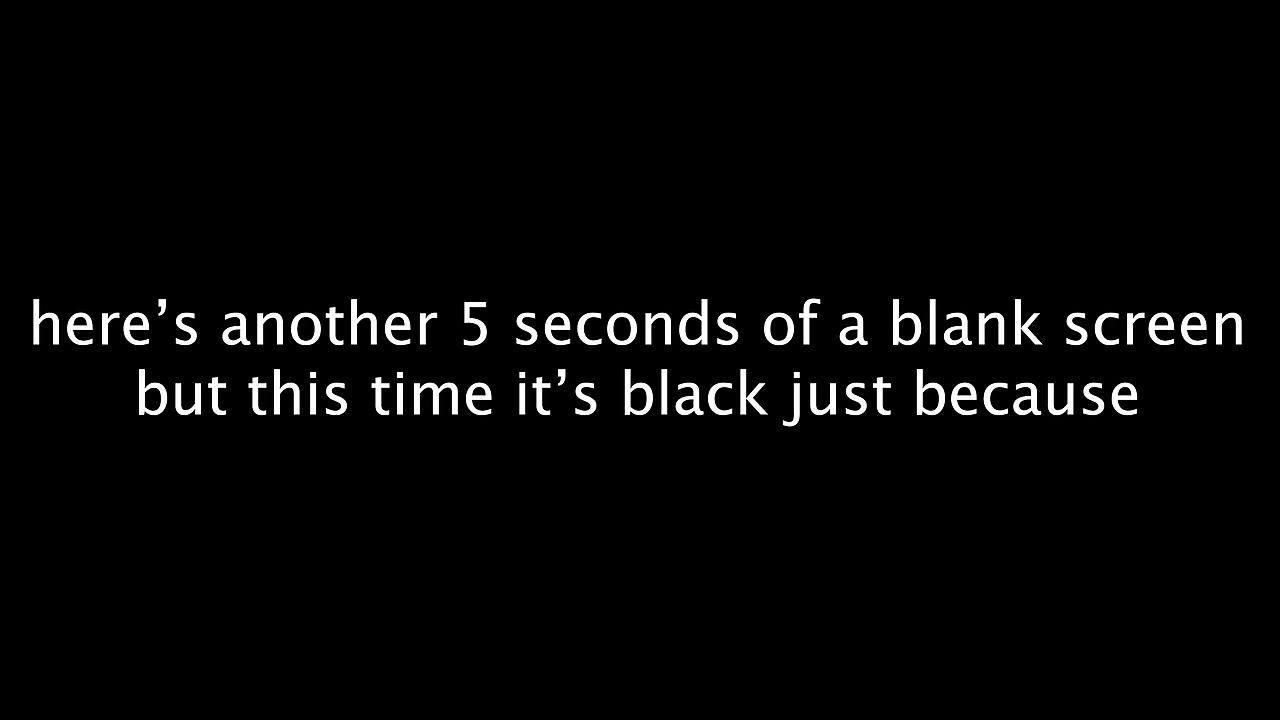 here’s another 5 seconds of a blank screen
but this time it’s black just because